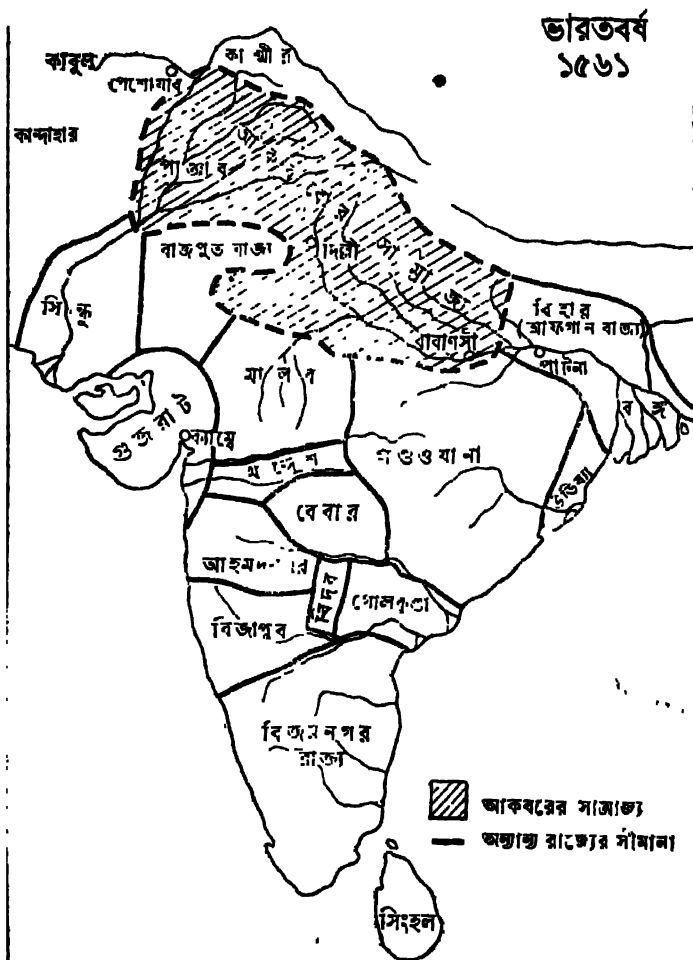 ভারতবর্ষ
১৫৬১
কাবুল
কাশ্মীর
পেশোয়ার
কান্দাহার
পাঞ্জাব
রাজপুত রাজ্য
দিল্লী
সাম্রাজ্য
সিন্ধু
বিহার
(আফগান রাজ্য)
বারাণসী
পাটনা
মালব
বঙ্গ
গুজরাট
ক্যাম্বে
খান্দেশ
গণ্ডওয়ানা
উড়িষ্যা
বেরার
আহমদনগর
বিদর
গোলকুণ্ডা
বিজাপুর
বিজয়নগর
রাজ্য
আকবরের সাম্রাজ্য
অন্যান্য রাজ্যের সীমানা
সিংহল